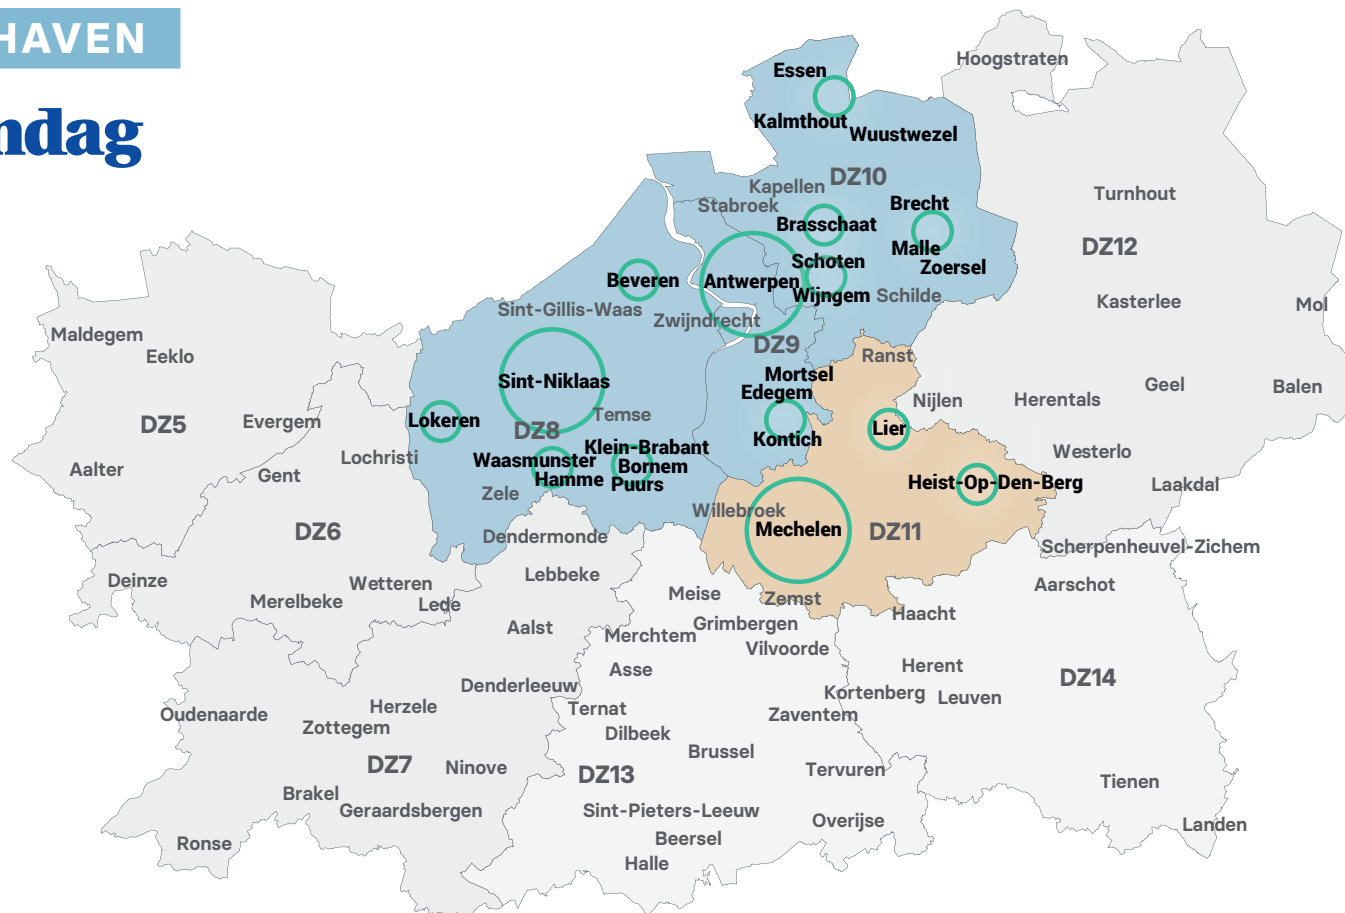 HAVEN
ndag
Hoogstraten
Essen
Kalmthout
Wuustwezel
DZ10
Kapellen
Stabroek
Turnhout
Brecht
Brasschaat
Malle
DZ12
Schoten
Zoersel
Beveren
Antwerpen
Wijngem
Schilde
Kasterlee
Mol
Sint-Gillis-Waas
Zwijndrecht
Maldegem
DZ9
Eeklo
Ranst
Mortsel
Sint-Niklaas
Edegem
Geel
Balen
Nijlen
Herentals
Temse
Evergem
Lokeren
DZ5
DZ8
Lier
Kontich
Klein-Brabant
Westerlo
Lochristi
Waasmunster
Bornem
Aalter
Gent
Hamme
Puurs
Heist-Op-Den-Berg
Laakdal
Zele
Willebroek
DZ6
Mechelen
DZ11
Dendermonde
Scherpenheuvel-Zichem
Lebbeke
Deinze
Wetteren
Aarschot
Meise
Zemst
Merelbeke
Lede
Haacht
Grimbergen
Aalst
Merchtem
Vilvoorde
Herent
Asse
DZ14
Denderleeuw
Kortenberg
Leuven
Herzele
Ternat
Oudenaarde
Zaventem
Zottegem
Dilbeek
Brussel
DZ7
Ninove
DZ13
Tervuren
Tienen
Brakel
Geraardsbergen
Sint-Pieters-Leeuw
Overijse
Landen
Beersel
Ronse
Halle